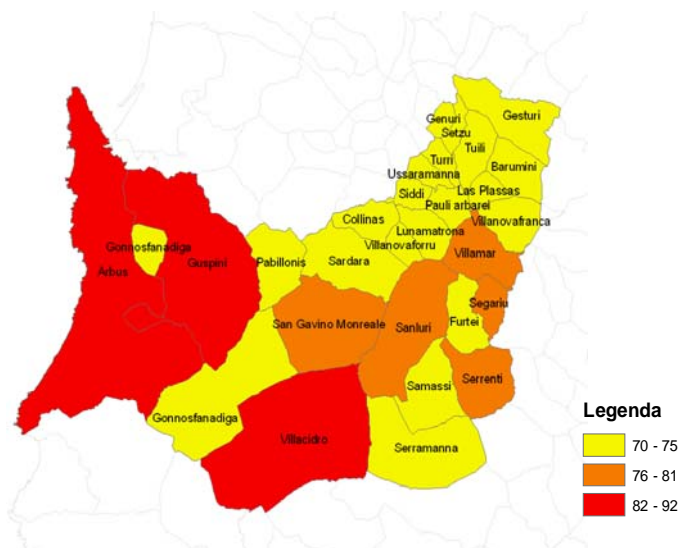 Gesturi
Genuri
Setzu
Tuili
Turri
Barumini
Ussaramanna
Siddi
Las Plassas
Pauli arbarei
Collinas
Villanovafranca
Lunamatrona
Villanovaforru
Gonnosfanadiga
Villamar
Arbus
Guspini
Pabillonis
Sardara
Segariu
San Gavino Monreale
Sanluri
Furtei
Samassi
Serrenti
Gonnosfanadiga
Villacidro
Serramanna
Legenda
70 - 75
76 - 81
82 - 92